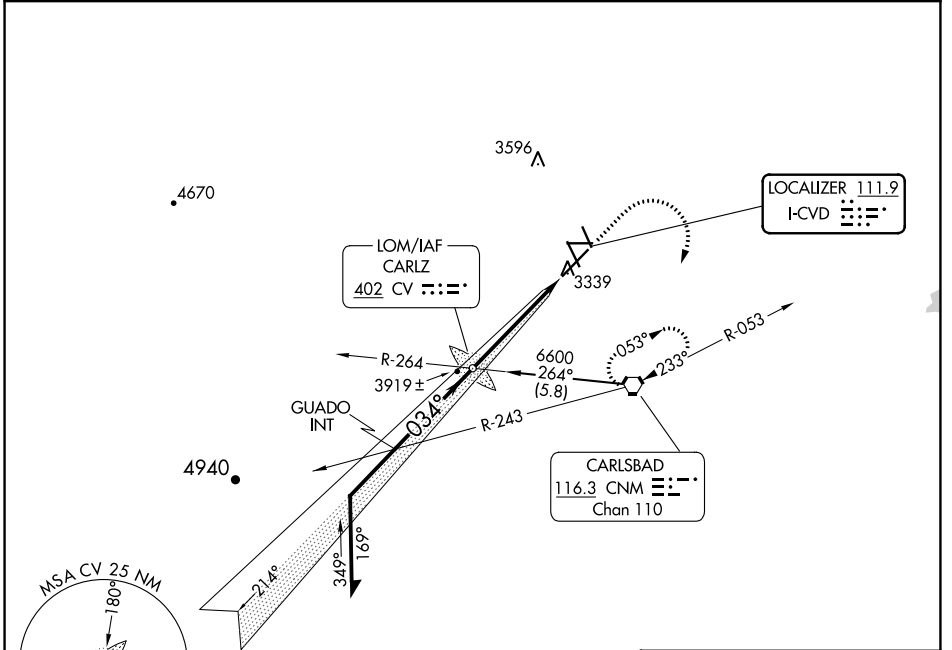 3596
4670
LOCALIZER 111.9
I-CVD
LOM/IAF
CARLZ
402 CV
3339
R-053
053°
233°
6600
264°
(5.8)
R-264
3919 ±
034°
GUADO
INT
R-243
4940
CARLSBAD
116.3 CNM
Chan 110
349°
169°
214°
MSA CV 25 NM
180°